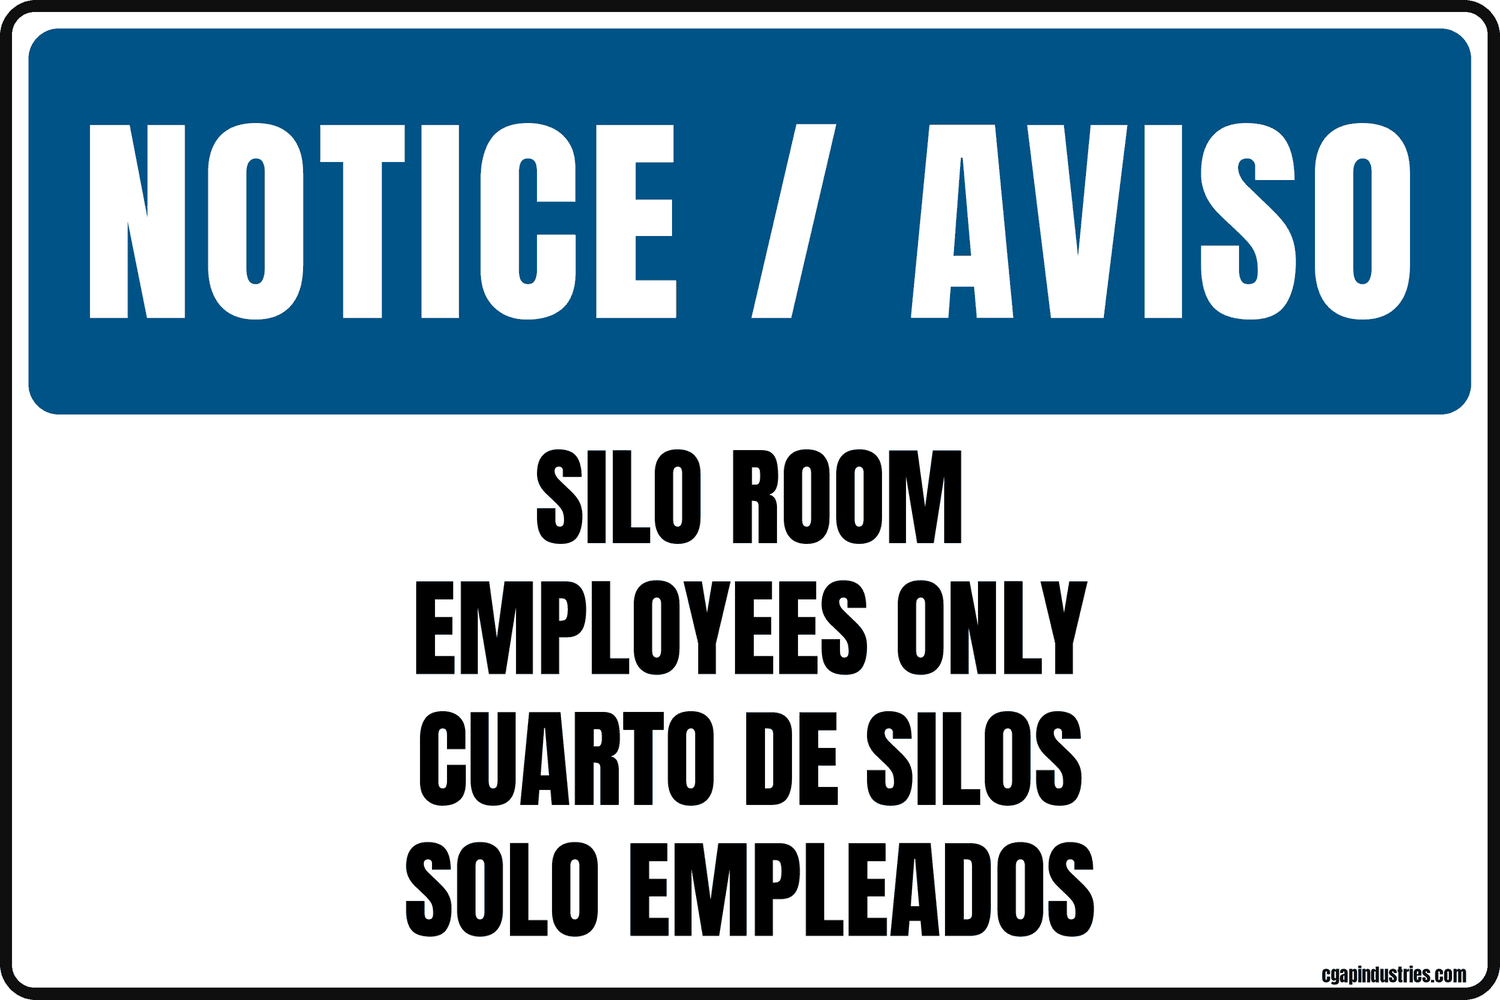 NOTICE / AVISO
SILO ROOM
EMPLOYEES ONLY
CUARTO DE SILOS
SOLO EMPLEADOS
cgapindustries.com